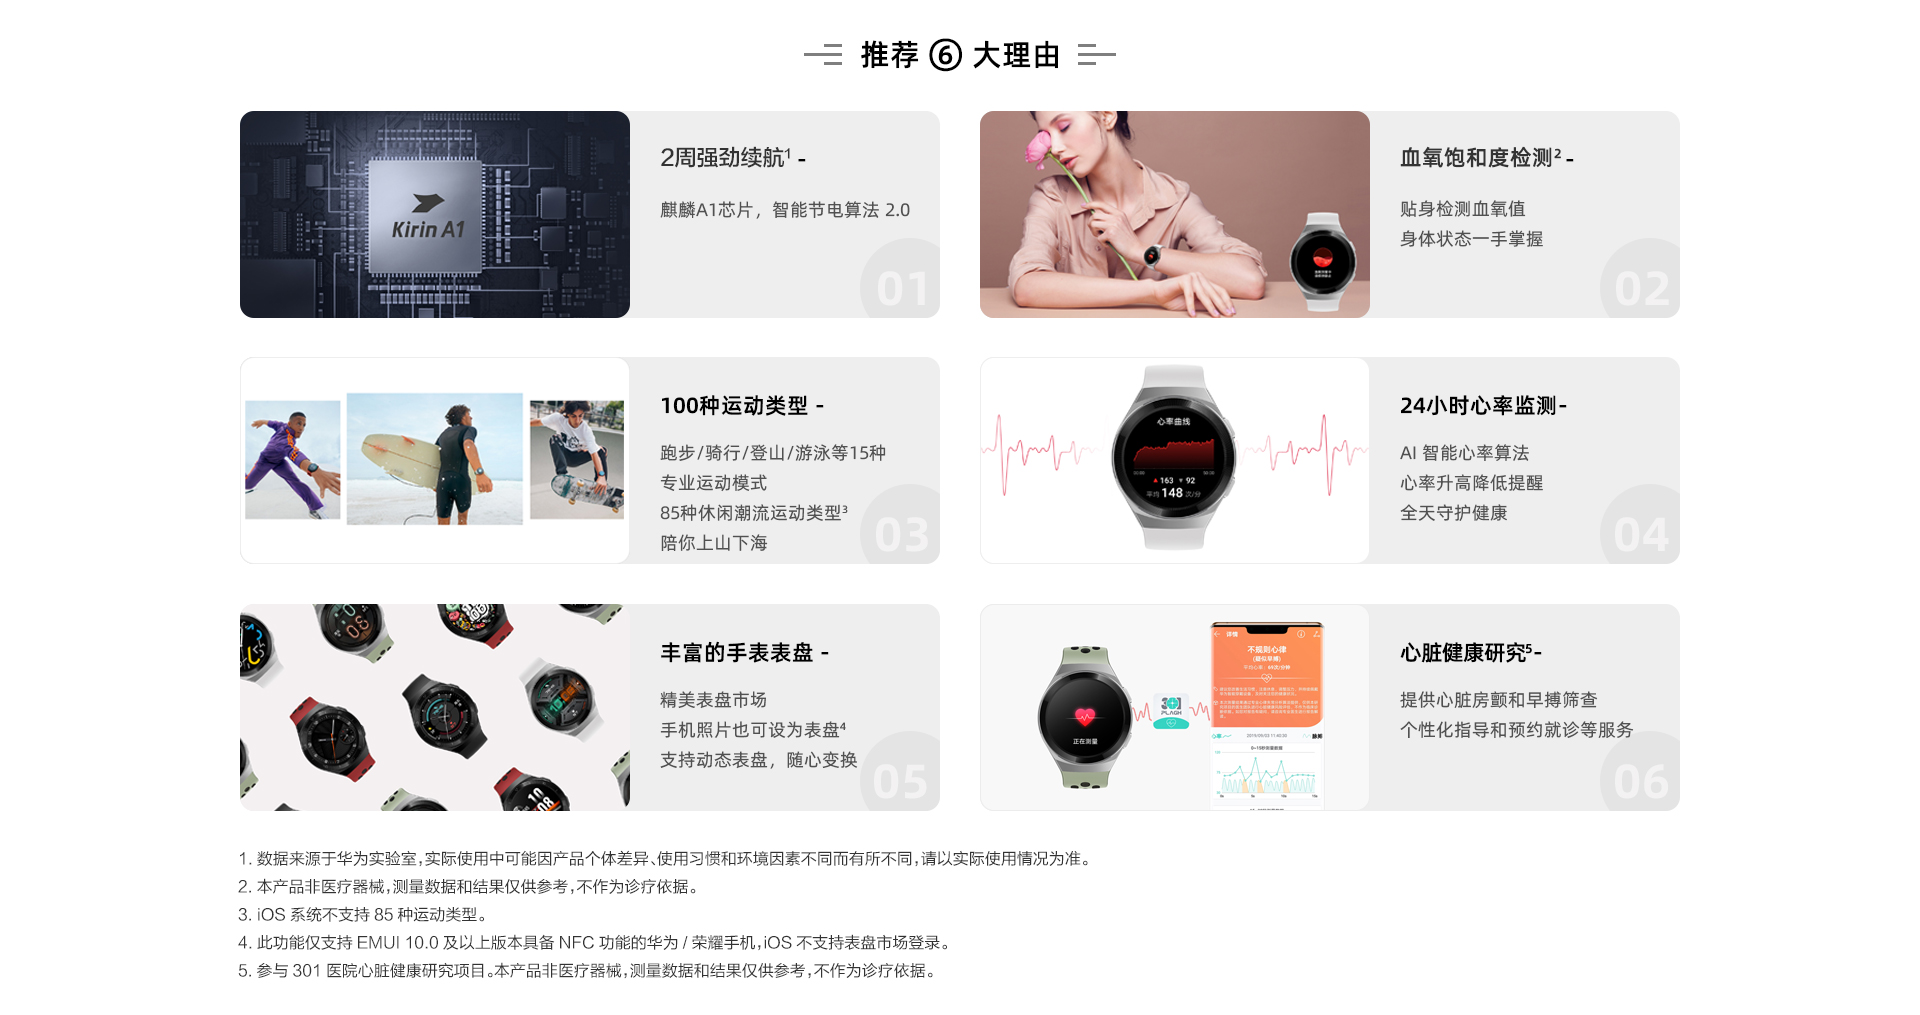 推荐 ⑥ 大理由
Kirin A1
2周强劲续航¹ -
麒麟A1芯片，智能节电算法 2.0
01
血氧饱和度检测² -
贴身检测血氧值
身体状态一手掌握
02
100种运动类型 -
跑步/骑行/登山/游泳等15种
专业运动模式
85种休闲潮流运动类型³
陪你上山下海
03
心率曲线
163 92
平均 148 次/分
24小时心率监测-
AI 智能心率算法
心率升高降低提醒
全天守护健康
04
丰富的手表表盘 -
精美表盘市场
手机照片也可设为表盘⁴
支持动态表盘，随心变换
05
正在测量
301
PLAGH
详情
不规则心律
(疑似早搏)
心脏健康研究⁵-
提供心脏房颤和早搏筛查
个性化指导和预约就诊等服务
06
1. 数据来源于华为实验室，实际使用中可能因产品个体差异、使用习惯和环境因素不同而有所不同，请以实际使用情况为准。
2. 本产品非医疗器械，测量数据和结果仅供参考，不作为诊疗依据。
3. iOS 系统不支持 85 种运动类型。
4. 此功能仅支持 EMUI 10.0 及以上版本具备 NFC 功能的华为 / 荣耀手机，iOS 不支持表盘市场登录。
5. 参与 301 医院心脏健康研究项目。本产品非医疗器械，测量数据和结果仅供参考，不作为诊疗依据。